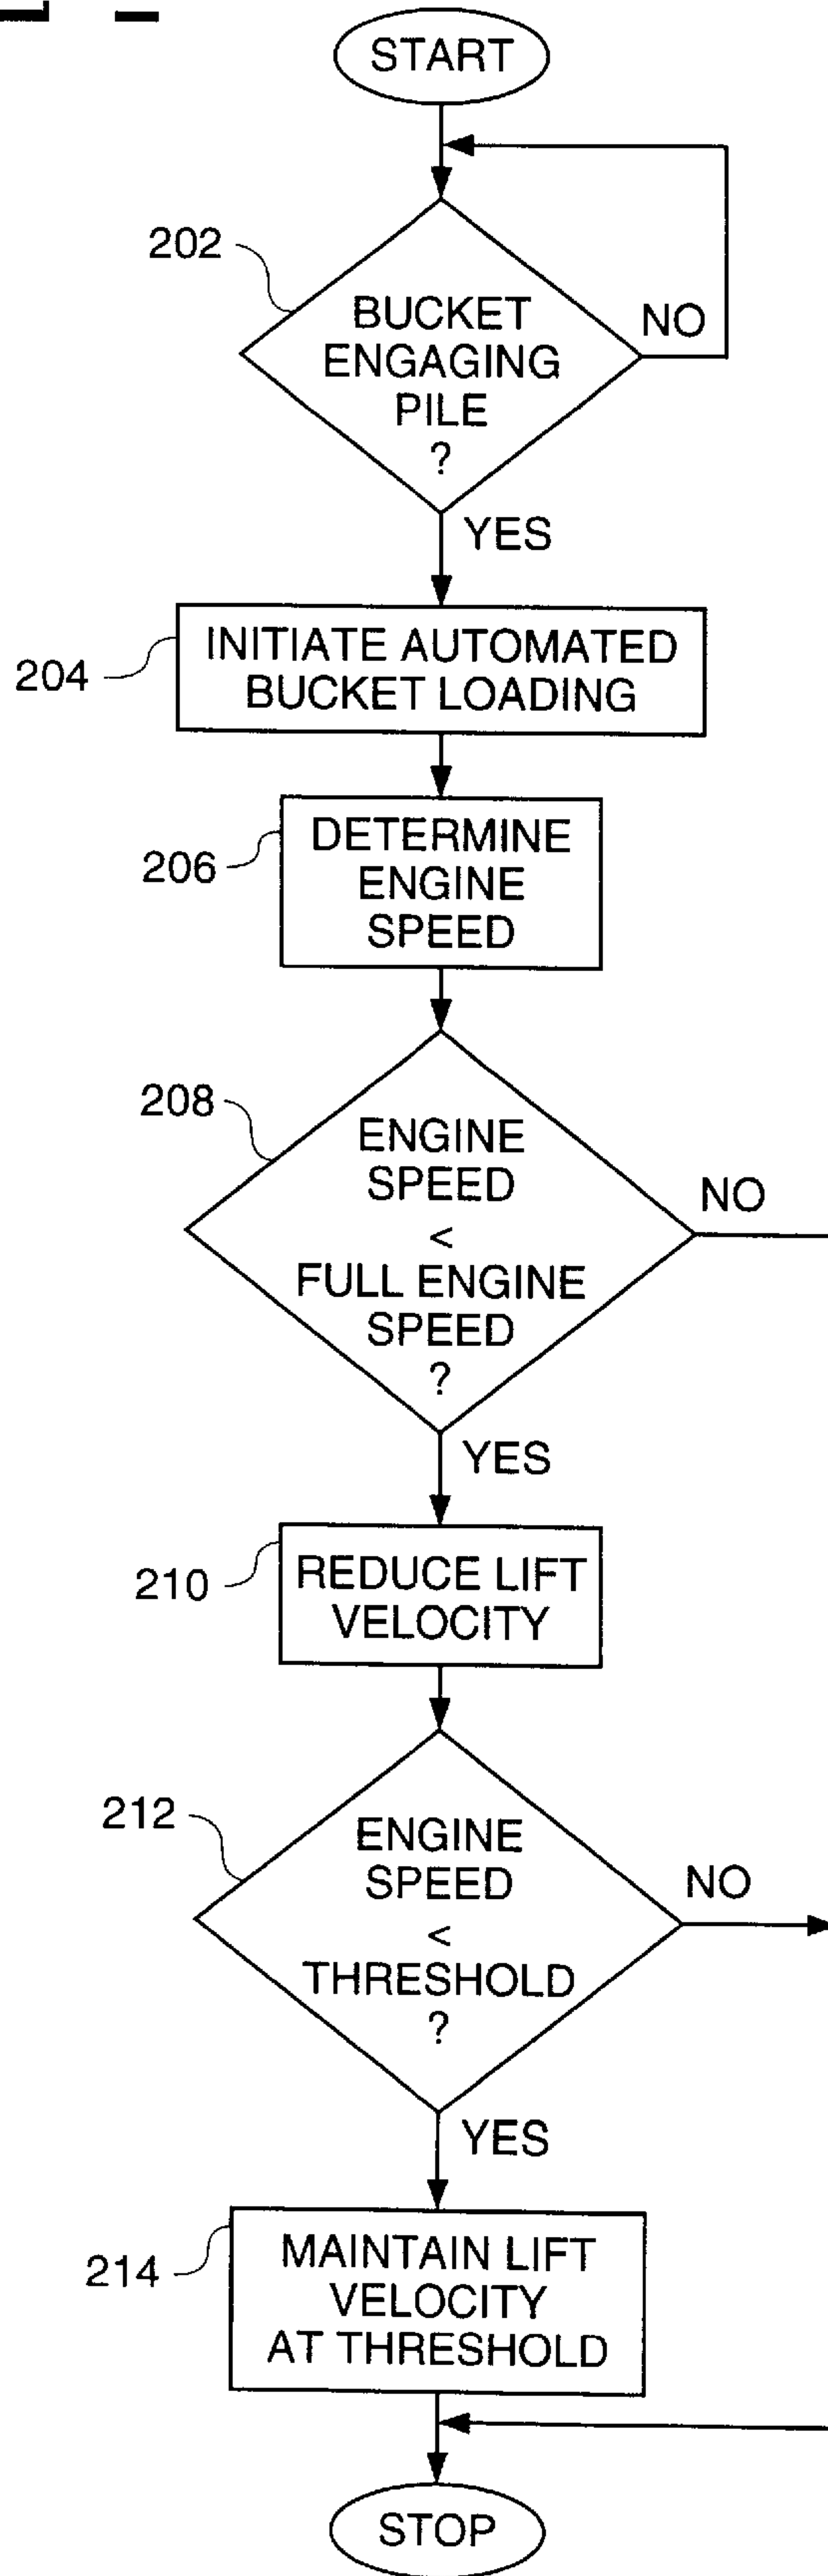 START
202
BUCKET
ENGAGING
PILE
?
NO
YES
204
INITIATE AUTOMATED
BUCKET LOADING
206
DETERMINE
ENGINE
SPEED
208
ENGINE
SPEED
<
FULL ENGINE
SPEED
?
NO
YES
210
REDUCE LIFT
VELOCITY
212
ENGINE
SPEED
<
THRESHOLD
?
NO
YES
214
MAINTAIN LIFT
VELOCITY
AT THRESHOLD
STOP